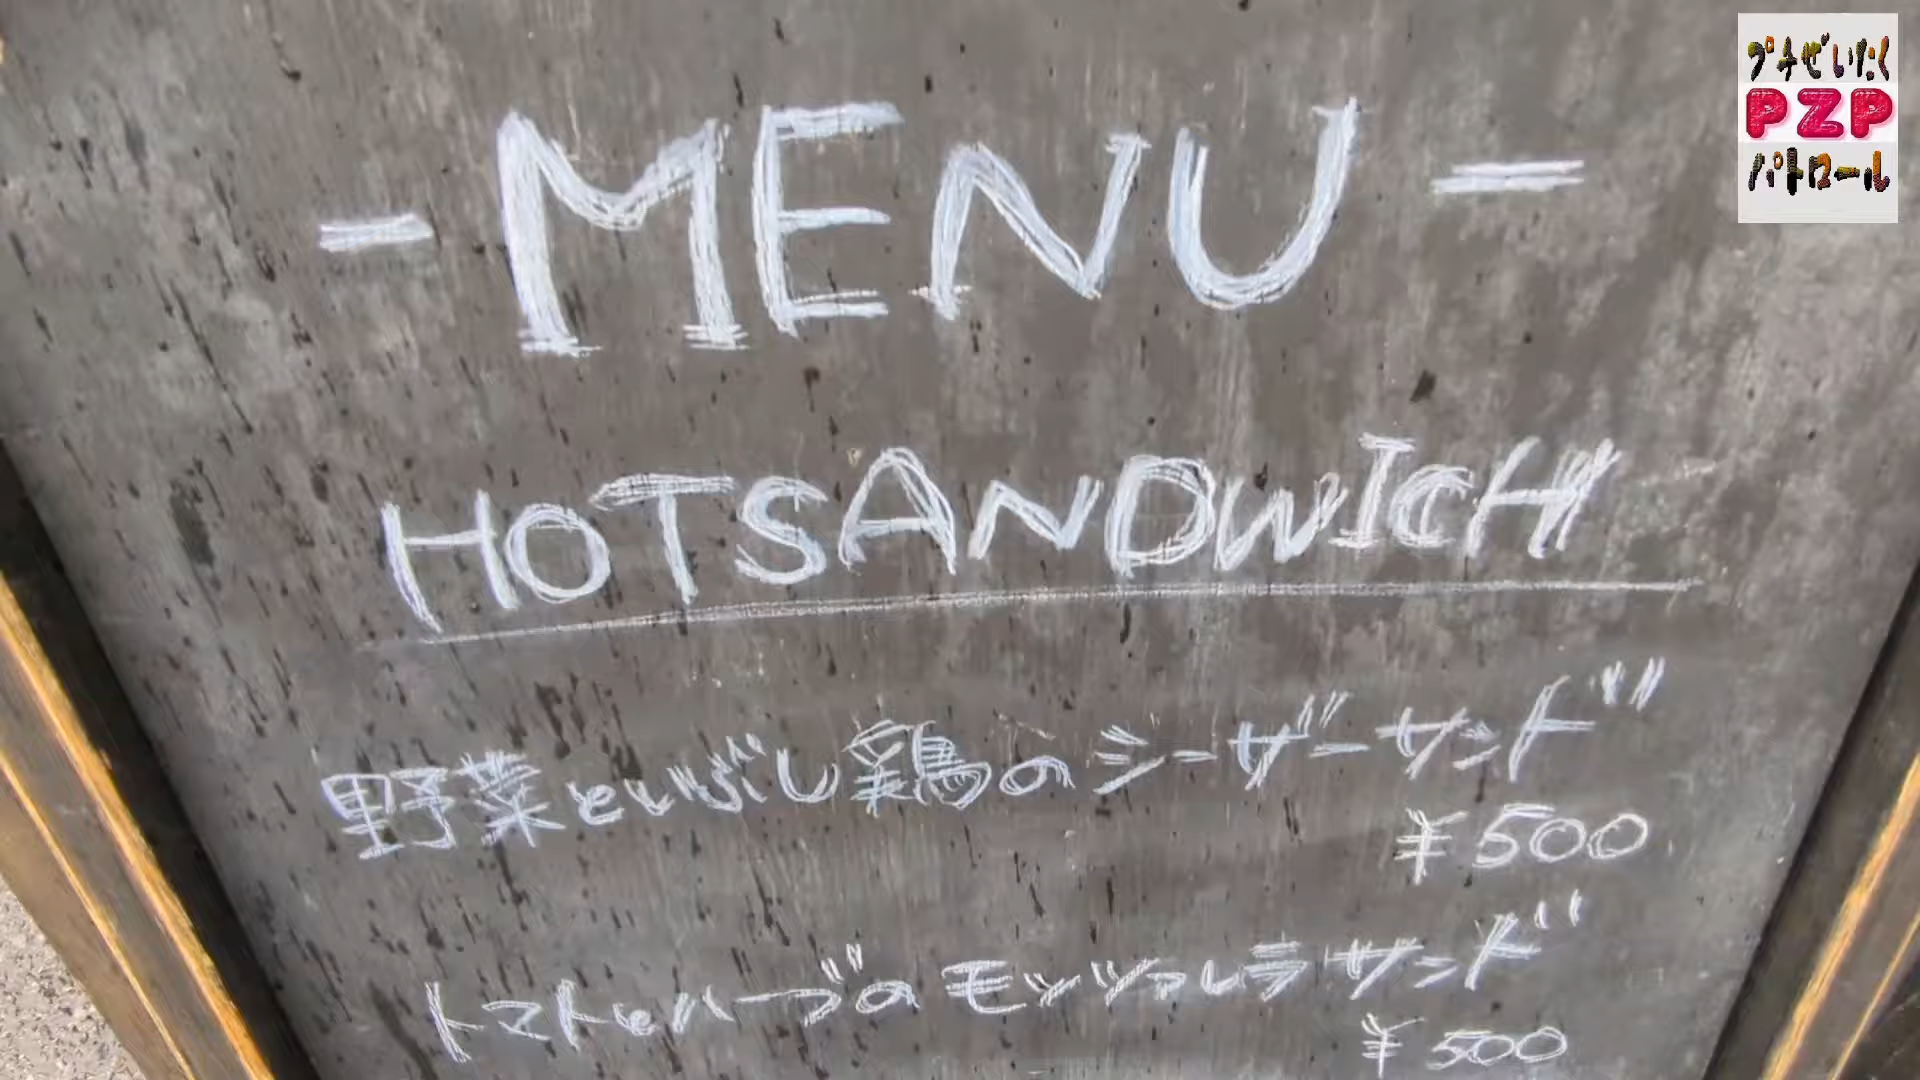 プチぜいたく
PZP
パトロール
- MENU -
HOTSANDWICH
野菜といぶし鶏のシーザーサンド
¥500
トマトとハーブのモッツァレラサンド
¥500